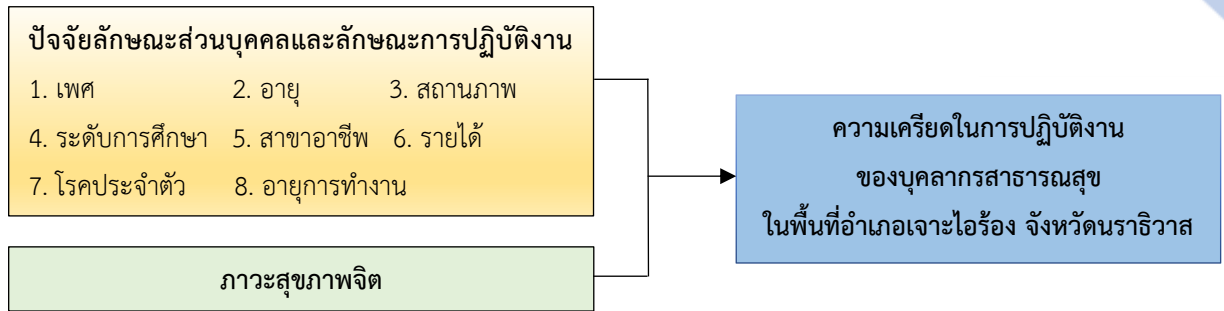 ปัจจัยลักษณะส่วนบุคคลและลักษณะการปฏิบัติงาน
1. เพศ 2. อายุ 3. สถานภาพ
4. ระดับการศึกษา 5. สาขาอาชีพ 6. รายได้
7. โรคประจำตัว 8. อายุการทำงาน
ภาวะสุขภาพจิต
ความเครียดในการปฏิบัติงาน
ของบุคลากรสาธารณสุข
ในพื้นที่อำเภอเจาะไอร้อง จังหวัดนราธิวาส